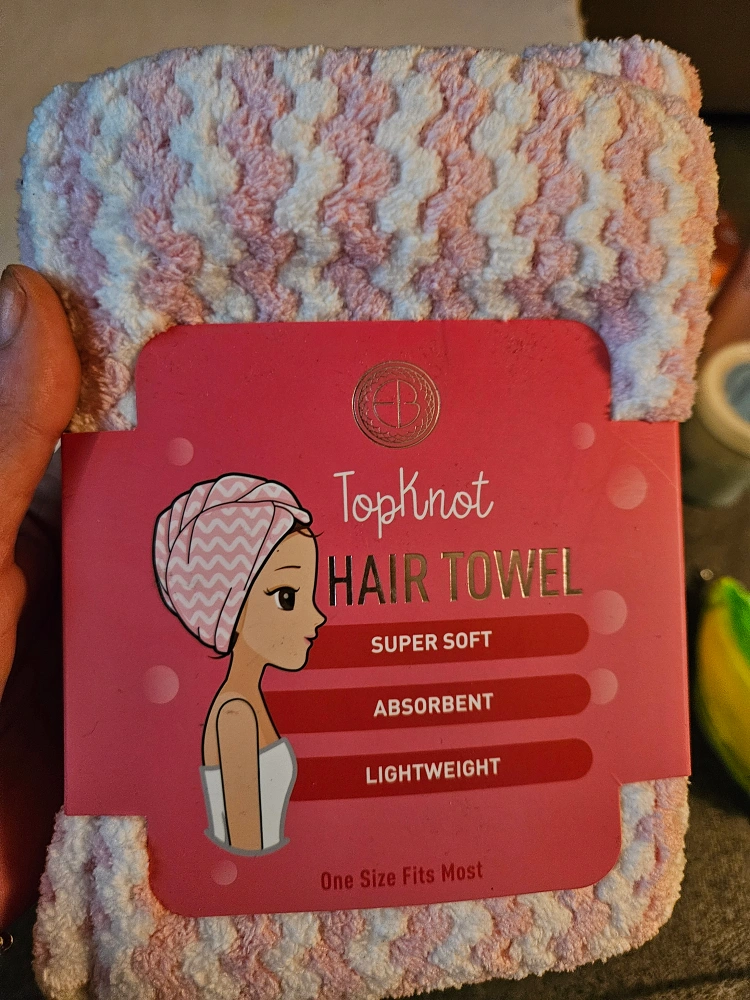 TopKnot
HAIR TOWEL
SUPER SOFT
ABSORBENT
LIGHTWEIGHT
One Size Fits Most